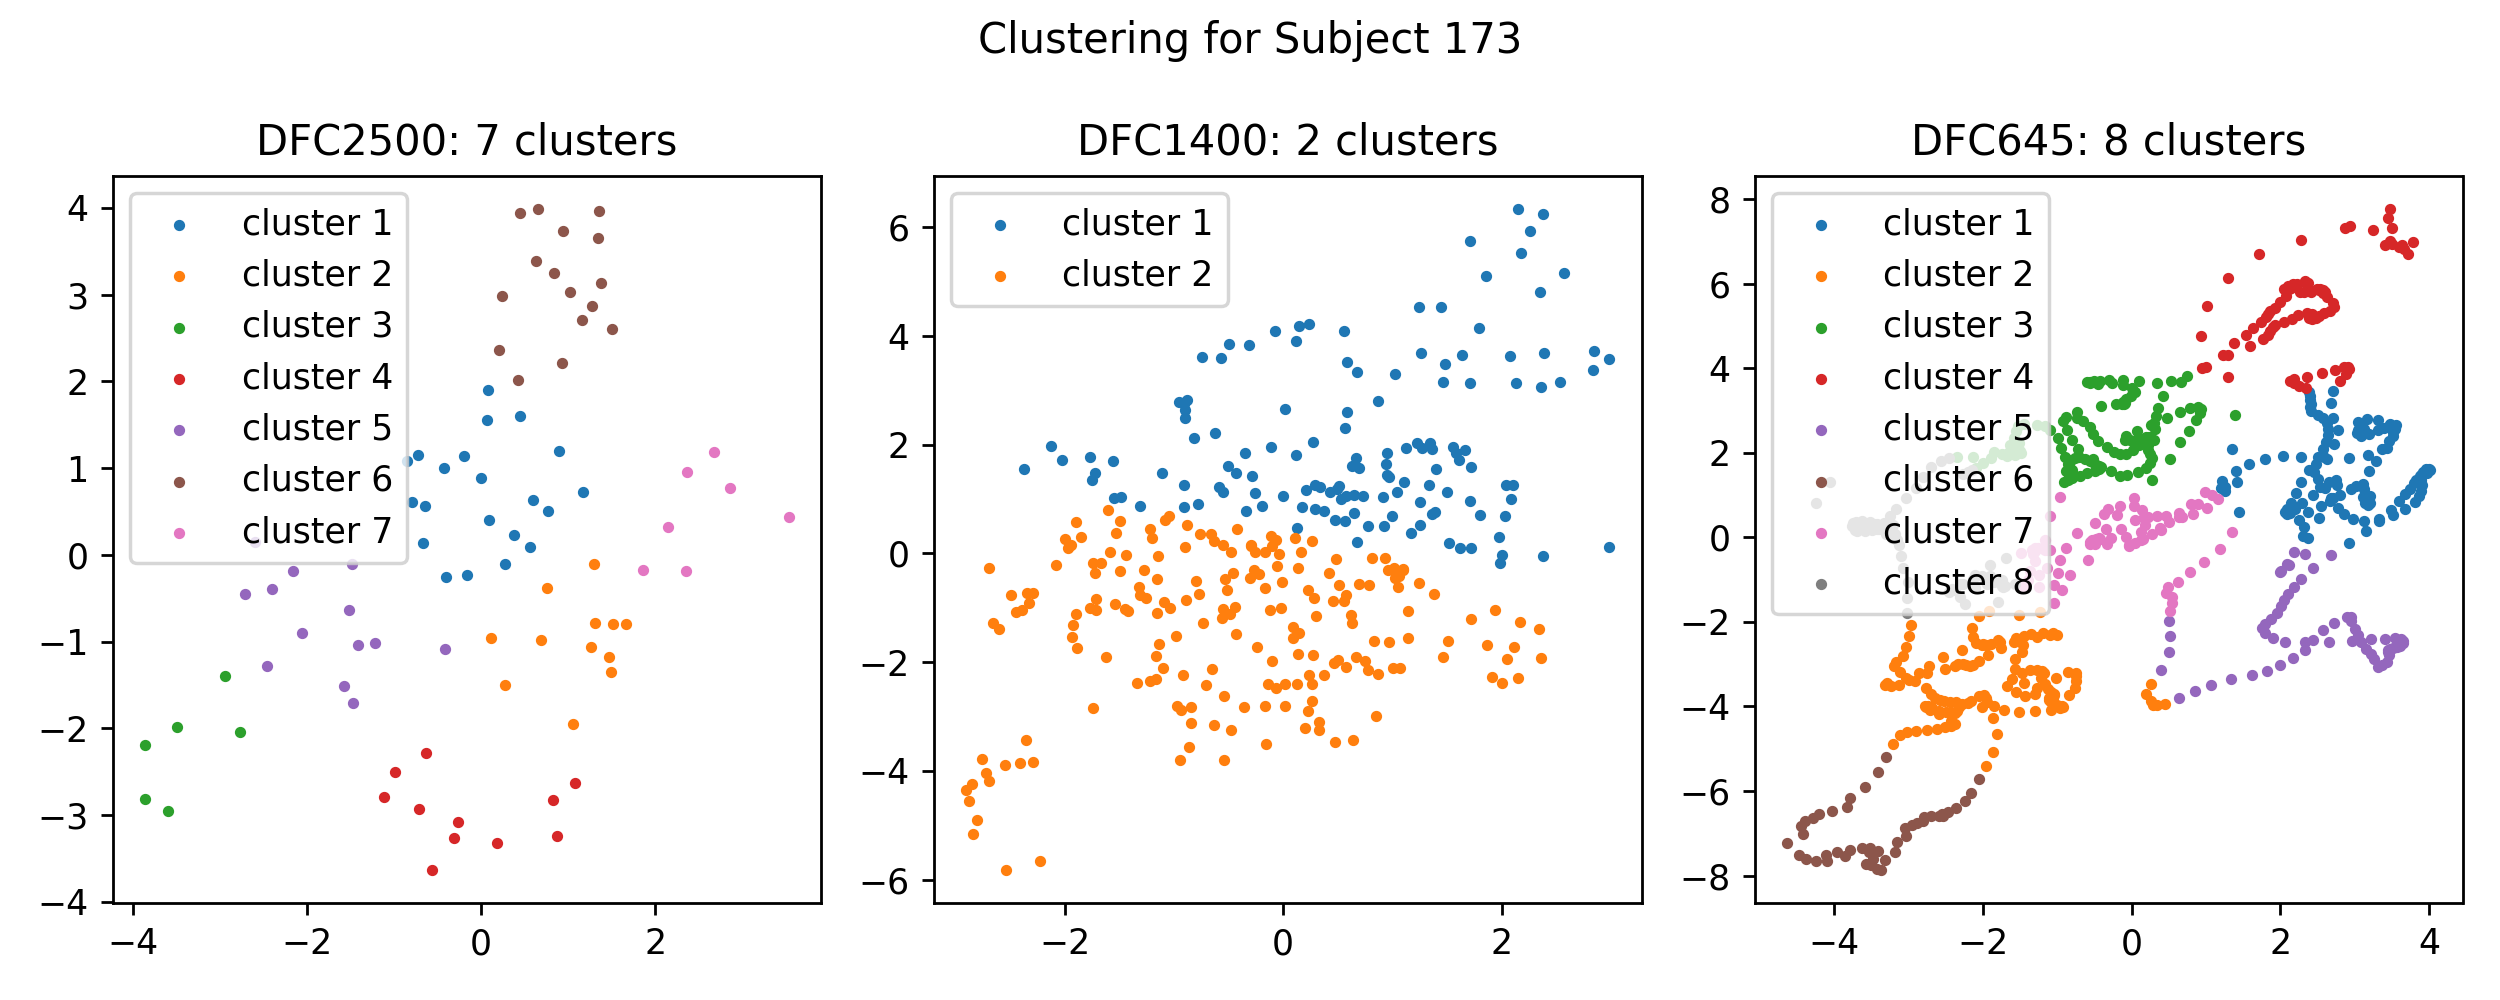 Clustering for Subject 173
DFC2500: 7 clusters
4
3
2
1
0
−1
−2
−3
−4
−4
−2
0
2
cluster 1
cluster 2
cluster 3
cluster 4
cluster 5
cluster 6
cluster 7
DFC1400: 2 clusters
6
4
2
0
−2
−4
−6
−2
0
2
cluster 1
cluster 2
DFC645: 8 clusters
8
6
4
2
0
−2
−4
−6
−8
−4
−2
0
2
4
cluster 1
cluster 2
cluster 3
cluster 4
cluster 5
cluster 6
cluster 7
cluster 8